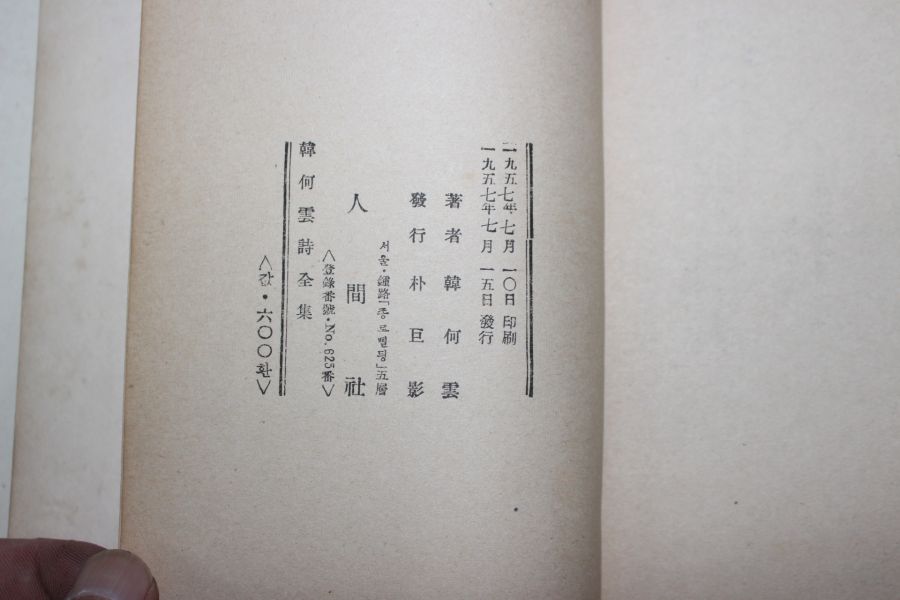 一九五七年·七月 一〇日 印刷
一九五七年七月 一五日 發行
著者 韓何雲
發行 朴巨影
서울·鍾路「종로삘딍」五層
人間社
<登錄番號·No. 625番>
韓何雲詩全集
<값·六〇〇환>